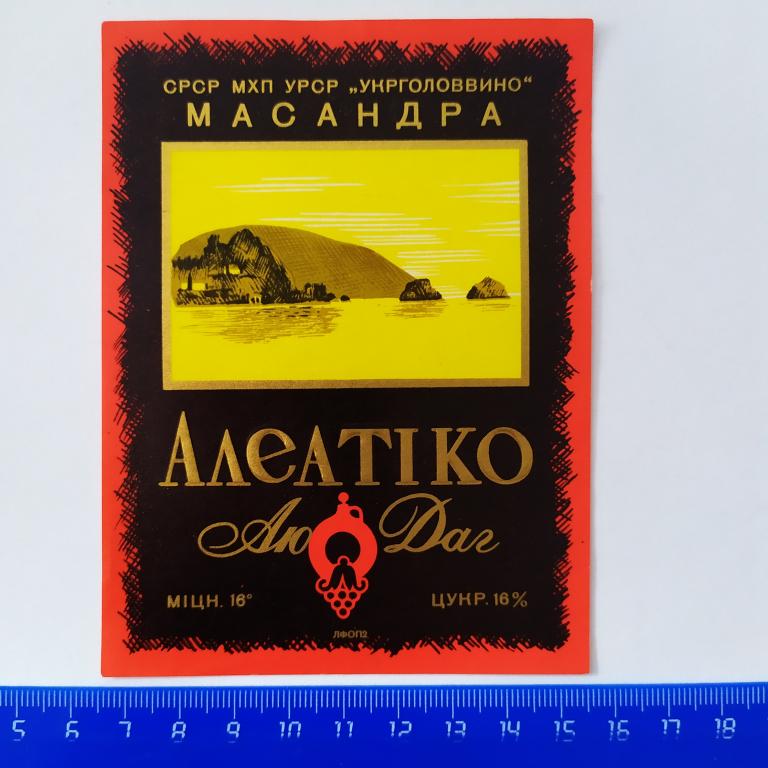 СРСР МХП УРСР „УКРГОЛОВВИНО“
МАСАНДРА
АЛЕАТІКО
Аю Даг
МІЦН. 16° ЦУКР. 16%
ЛФОП2
5 6 7 8 9 10 11 12 13 14 15 16 17 18